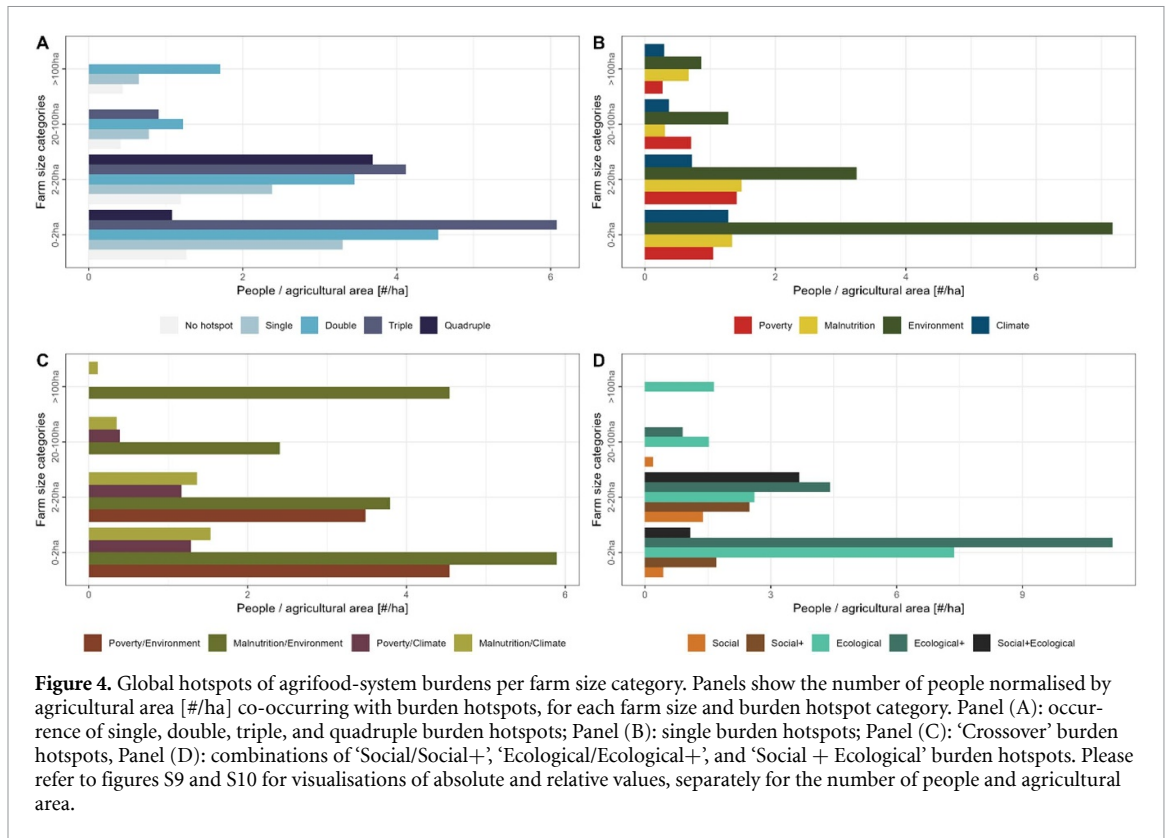 A
Farm size categories
>100ha
20-100ha
2-20ha
0-2ha
0
2
4
6
People / agricultural area [#/ha]
No hotspot
Single
Double
Triple
Quadruple
B
Farm size categories
>100ha
20-100ha
2-20ha
0-2ha
0
2
4
6
People / agricultural area [#/ha]
Poverty
Malnutrition
Environment
Climate
C
Farm size categories
>100ha
20-100ha
2-20ha
0-2ha
0
2
4
6
People / agricultural area [#/ha]
Poverty/Environment
Malnutrition/Environment
Poverty/Climate
Malnutrition/Climate
D
Farm size categories
>100ha
20-100ha
2-20ha
0-2ha
0
3
6
9
People / agricultural area [#/ha]
Social
Social+
Ecological
Ecological+
Social+Ecological
Figure 4. Global hotspots of agrifood-system burdens per farm size category. Panels show the number of people normalised by
agricultural area [#/ha] co-occurring with burden hotspots, for each farm size and burden hotspot category. Panel (A): occur-
rence of single, double, triple, and quadruple burden hotspots; Panel (B): single burden hotspots; Panel (C): ‘Crossover’ burden
hotspots, Panel (D): combinations of ‘Social/Social+’, ‘Ecological/Ecological+’, and ‘Social + Ecological’ burden hotspots. Please
refer to figures S9 and S10 for visualisations of absolute and relative values, separately for the number of people and agricultural
area.